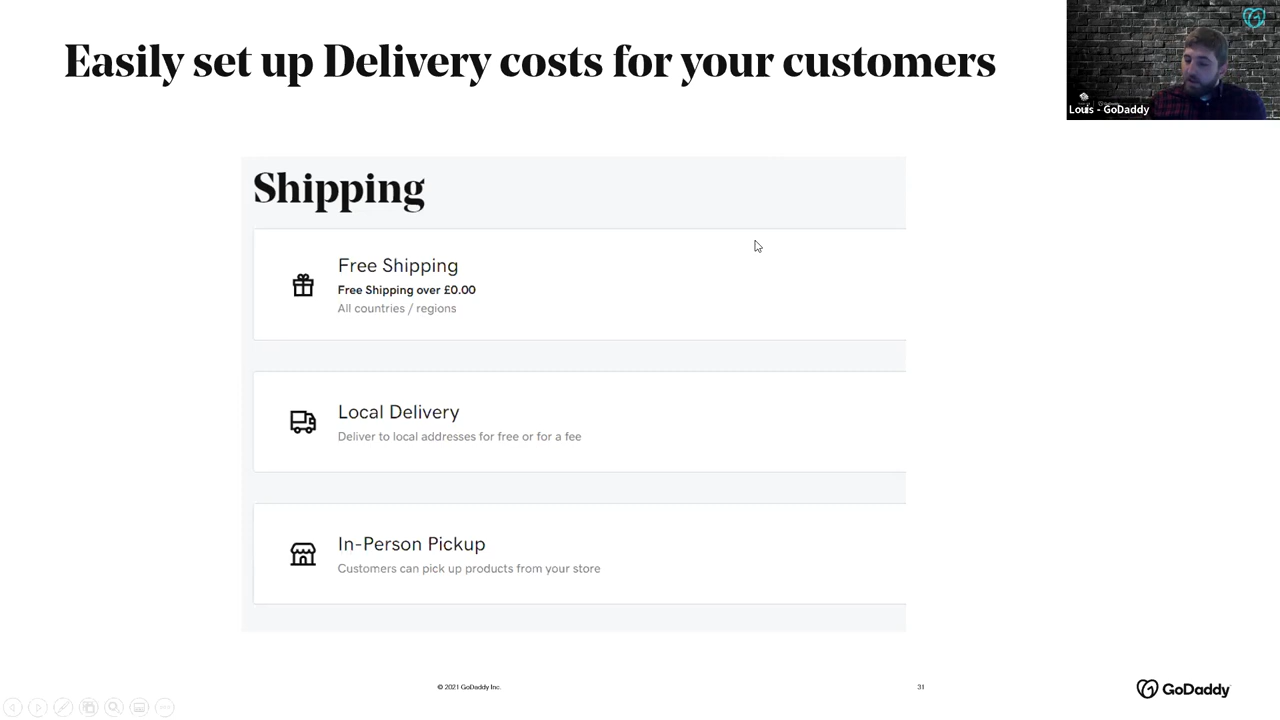 Easily set up Delivery costs for your customers
Louis - GoDaddy
Shipping
Free Shipping
Free Shipping over £0.00
All countries / regions
Local Delivery
Deliver to local addresses for free or for a fee
In-Person Pickup
Customers can pick up products from your store
© 2021 GoDaddy Inc.
31
GoDaddy